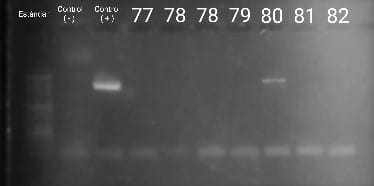 Estándar Control (-) Control (+) 77 78 78 79 80 81 82